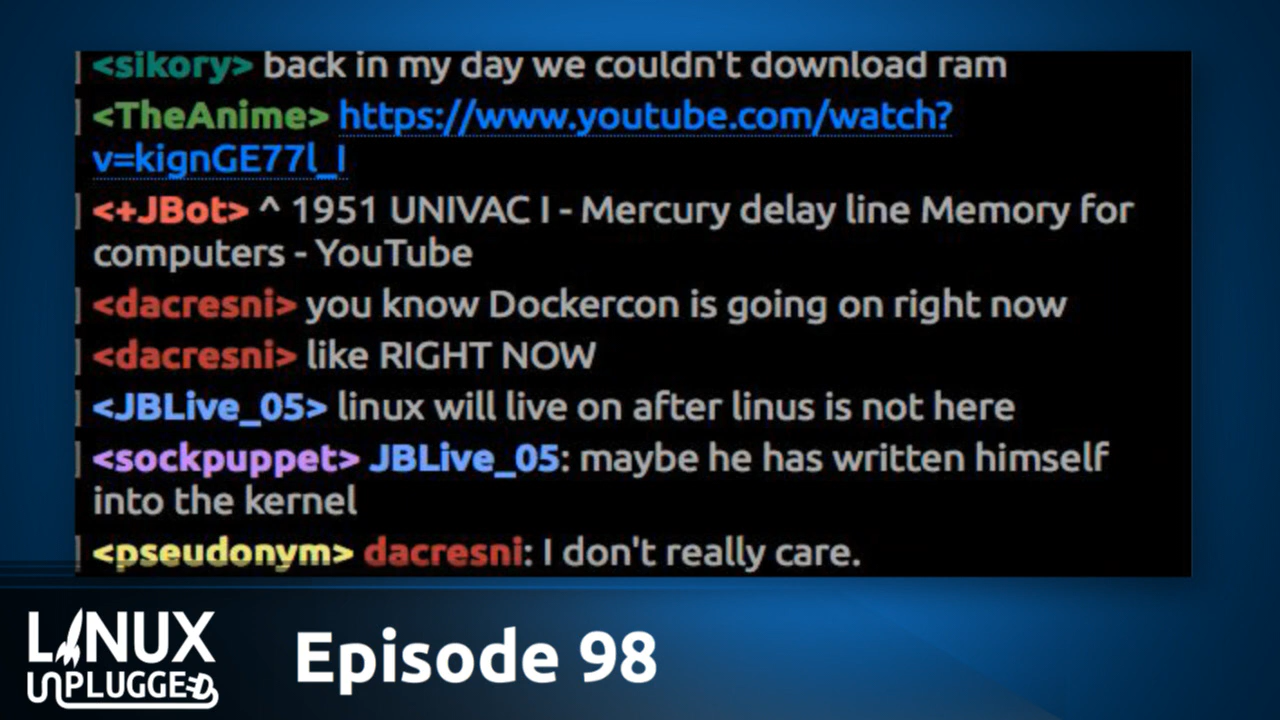 <sikory> back in my day we couldn't download ram
<TheAnime> https://www.youtube.com/watch?
v=kignGE77l_I
<+JBot> ^ 1951 UNIVAC I - Mercury delay line Memory for
computers - YouTube
<dacresni> you know Dockercon is going on right now
<dacresni> like RIGHT NOW
<JBLive_05> linux will live on after linus is not here
<sockpuppet> JBLive_05: maybe he has written himself
into the kernel
<pseudonym> dacresni: I don't really care.
LINUX
UNPLUGGED
Episode 98